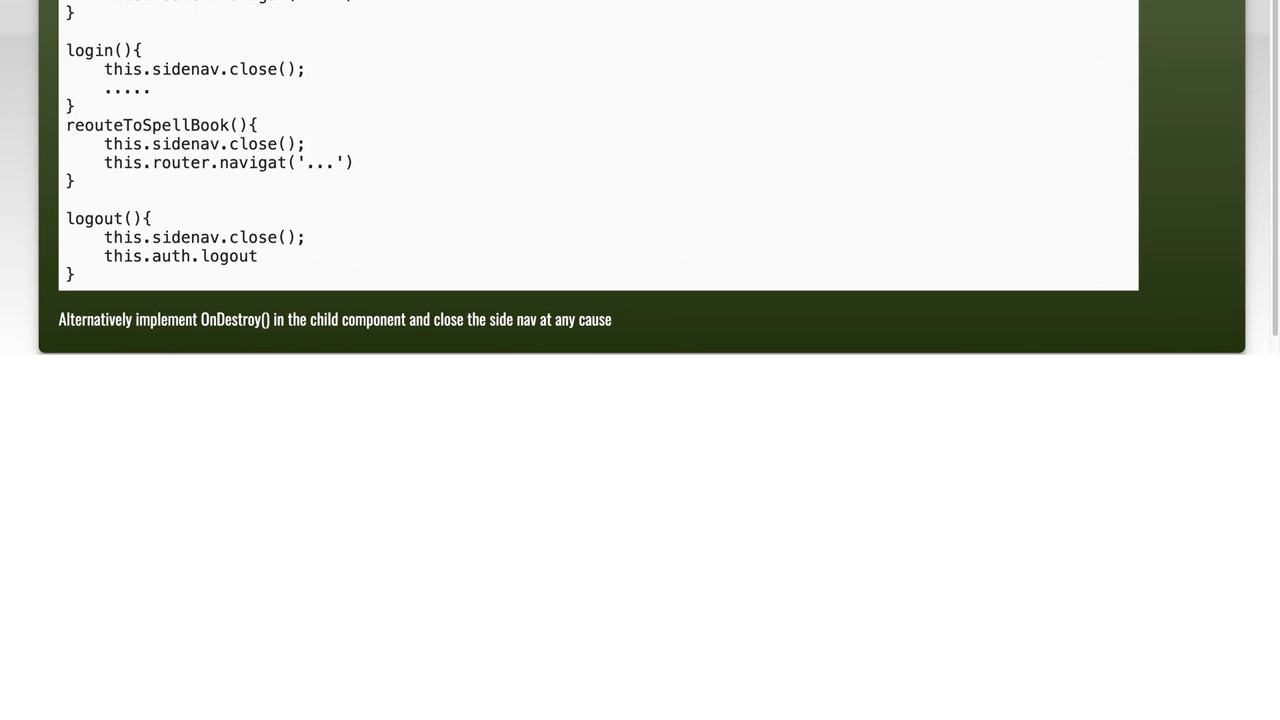 }
login(){
this.sidenav.close();
.....
}
reouteToSpellBook(){
this.sidenav.close();
this.router.navigat('...')
}
logout(){
this.sidenav.close();
this.auth.logout
}
Alternatively implement OnDestroy() in the child component and close the side nav at any cause